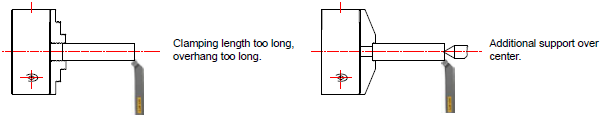 Clamping length too long,
overhang too long.
Additional support over
center.